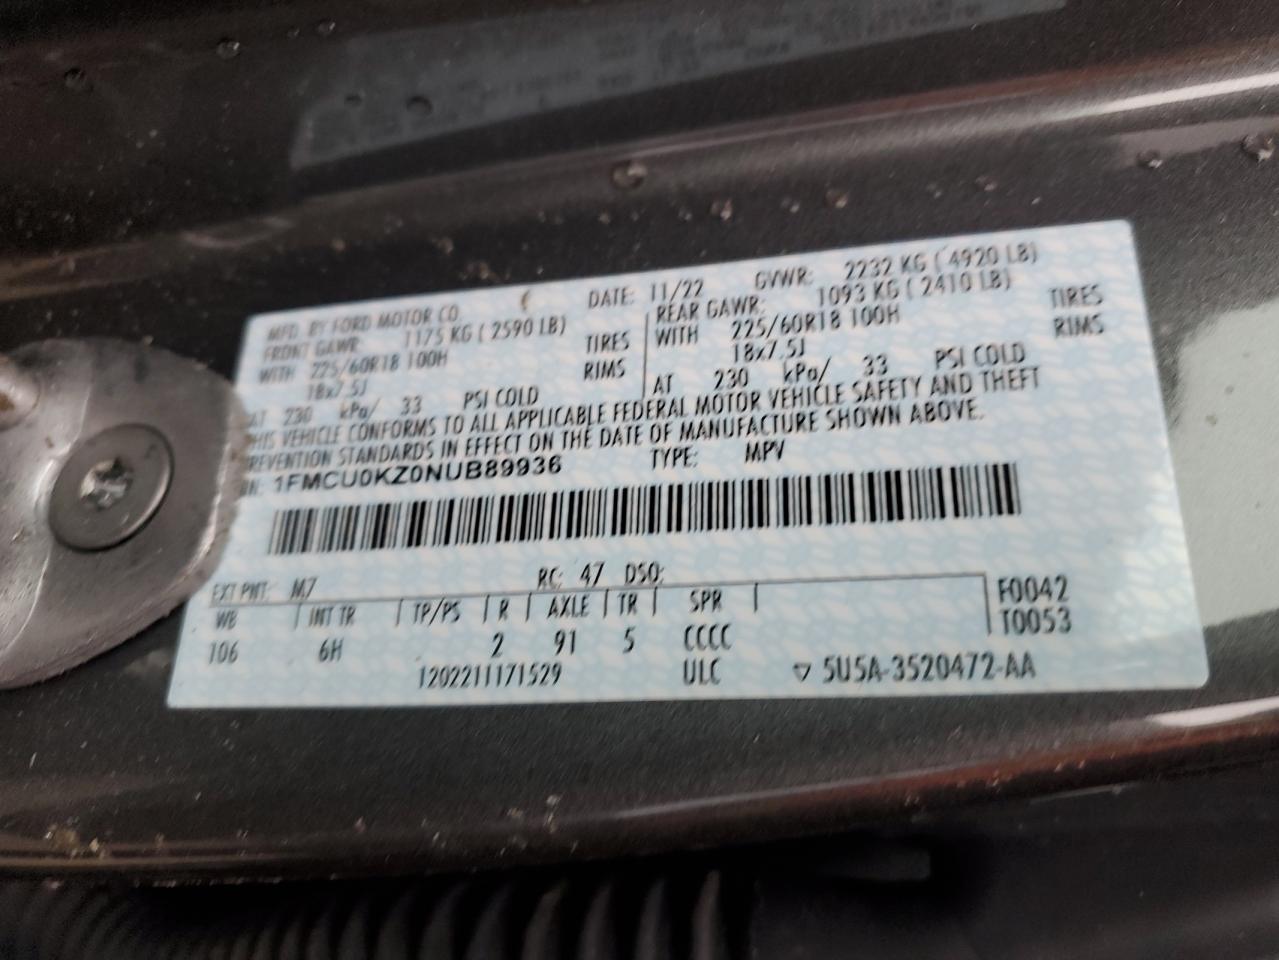 MFD. BY FORD MOTOR CO. DATE: 11/22 GVWR: 2232 KG ( 4920 LB)
FRONT GAWR: 1175 KG ( 2590 LB) REAR GAWR: 1093 KG ( 2410 LB)
WITH 225/60R18 100H TIRES WITH 225/60R18 100H TIRES
18x7.5J RIMS 18x7.5J RIMS
AT 230 kPa/ 33 PSI COLD AT 230 kPa/ 33 PSI COLD
THIS VEHICLE CONFORMS TO ALL APPLICABLE FEDERAL MOTOR VEHICLE SAFETY AND THEFT
PREVENTION STANDARDS IN EFFECT ON THE DATE OF MANUFACTURE SHOWN ABOVE.
1FMCU0KZ0NUB89936 TYPE: MPV
EXT PNT: M7 RC: 47 DSO:
WB INT TR TP/PS R AXLE TR SPR F0042
106 6H 2 91 5 CCCC T0053
1202211171529 ULC ▽ 5U5A-3520472-AA